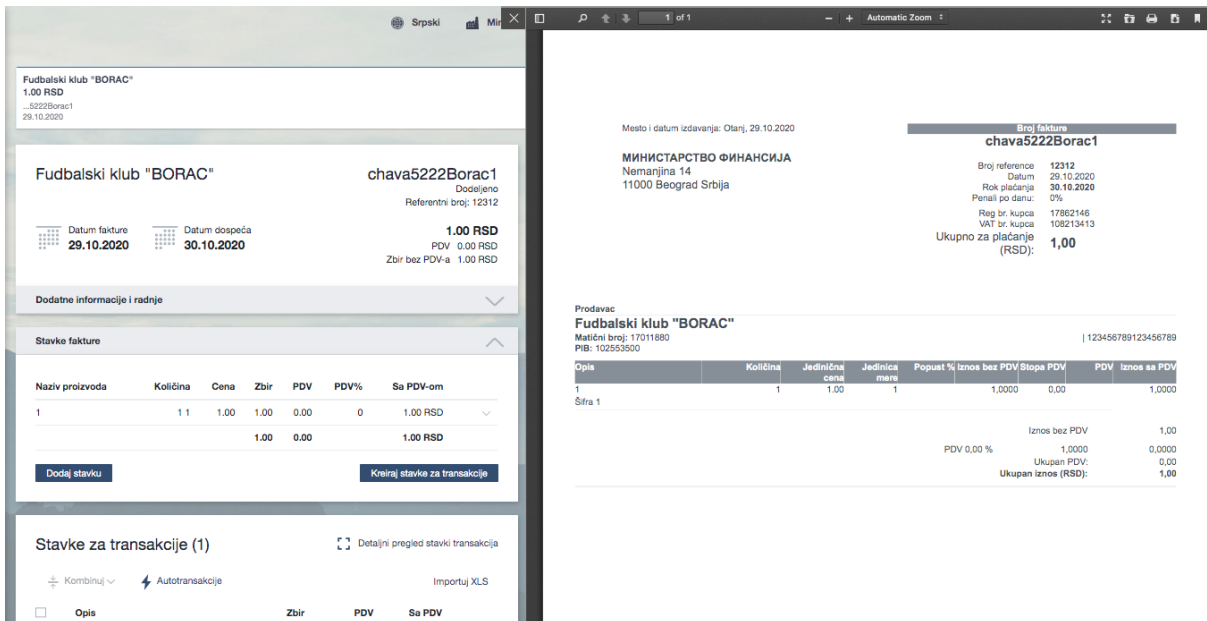 Srpski
Min
Fudbalski klub "BORAC"
1.00 RSD
...5222Borac1
29.10.2020
Fudbalski klub "BORAC"
chava5222Borac1
Dodeljeno
Referentni broj: 12312
Datum fakture
29.10.2020
Datum dospeća
30.10.2020
1.00 RSD
PDV 0.00 RSD
Zbir bez PDV-a 1.00 RSD
Dodatne informacije i radnje
Stavke fakture
Naziv proizvoda Količina Cena Zbir PDV PDV% Sa PDV-om
1 1 1 1.00 1.00 0.00 0 1.00 RSD
1.00 0.00 1.00 RSD
Dodaj stavku
Kreiraj stavke za transakcije
Stavke za transakcije (1)
Detaljni pregled stavki transakcija
Kombinuj
Autotransakcije
Importuj XLS
Opis Zbir PDV Sa PDV
1 of 1
Automatic Zoom
Mesto i datum izdavanja: Otanj, 29.10.2020
МИНИСТАРСТВО ФИНАНСИЈА
Nemanjina 14
11000 Beograd Srbija
Broj fakture
chava5222Borac1
Broj reference 12312
Datum 29.10.2020
Rok plaćanja 30.10.2020
Penali po danu: 0%
Reg br. kupca 17862146
VAT br. kupca 108213413
Ukupno za plaćanje
(RSD): 1,00
Prodavac
Fudbalski klub "BORAC"
Matični broj: 17011880
PIB: 102553500
| 123456789123456789
Opis Količina Jedinična cena Jedinica mere Popust % Iznos bez PDV Stopa PDV PDV Iznos sa PDV
1 1 1.00 1 1,0000 0,00 1,0000
Šifra 1
Iznos bez PDV 1,00
PDV 0,00 % 1,0000 0,0000
Ukupan PDV: 0,00
Ukupan iznos (RSD): 1,00